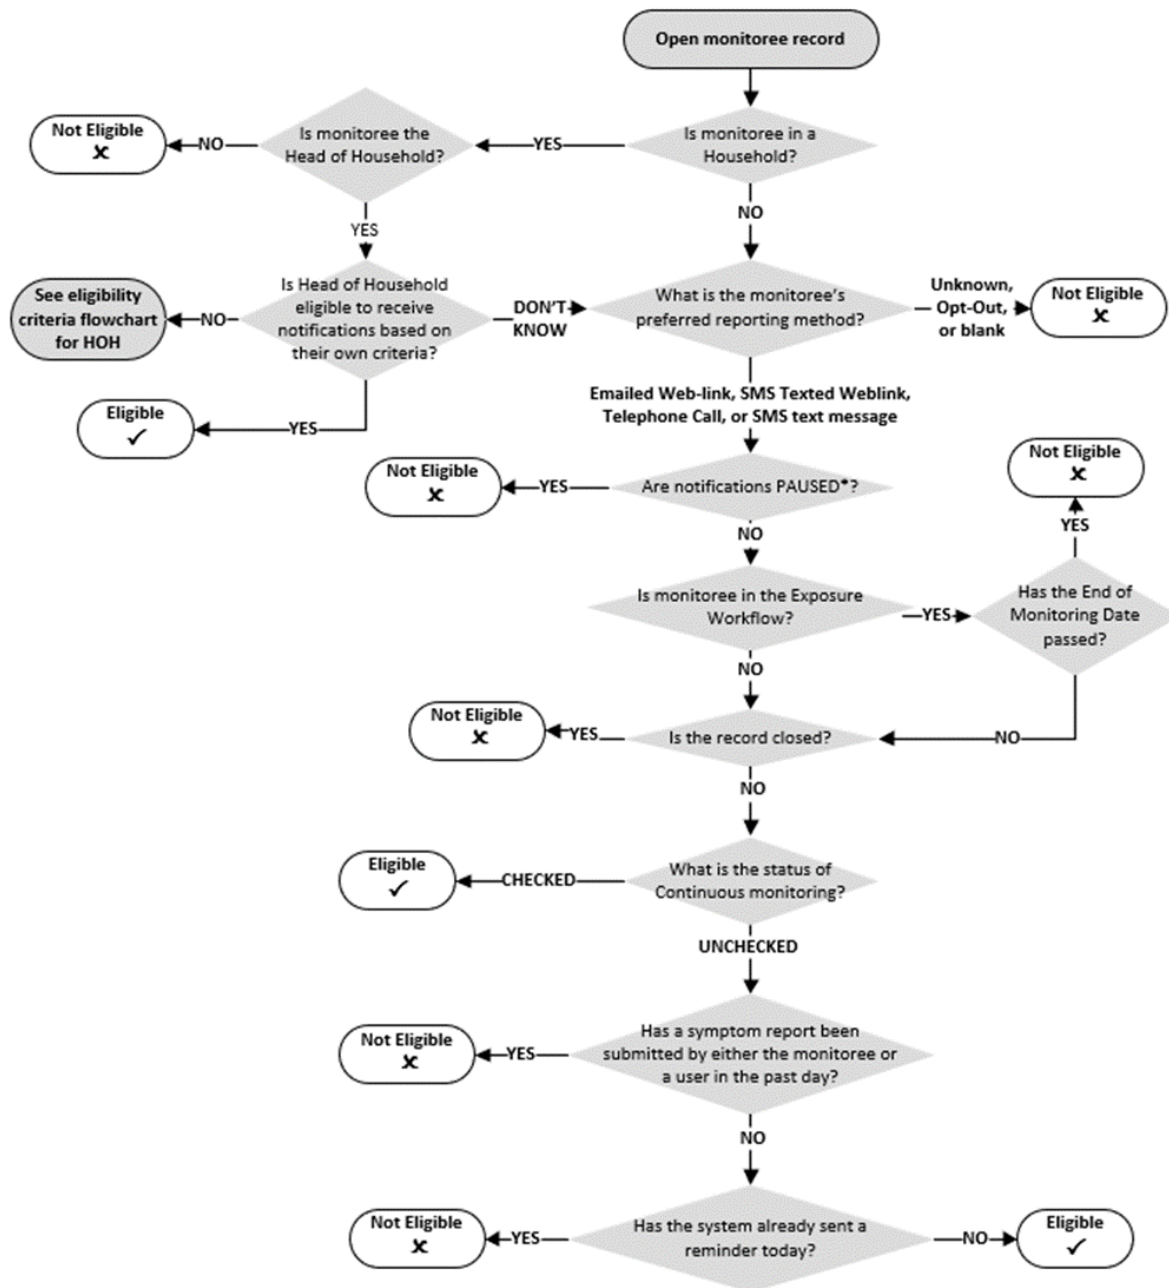 Open monitoree record
Is monitoree in a
Household?
YES
Is monitoree the
Head of Household?
NO
Not Eligible
✗
NO
YES
Is Head of Household
eligible to receive
notifications based on
their own criteria?
NO
See eligibility
criteria flowchart
for HOH
DON'T
KNOW
YES
Eligible
✓
What is the monitoree's
preferred reporting method?
Unknown,
Opt-Out,
or blank
Not Eligible
✗
Emailed Web-link, SMS Texted Weblink,
Telephone Call, or SMS text message
Are notifications PAUSED*?
YES
Not Eligible
✗
NO
Is monitoree in the Exposure
Workflow?
YES
Has the End of
Monitoring Date
passed?
YES
Not Eligible
✗
NO
NO
Is the record closed?
YES
Not Eligible
✗
NO
What is the status of
Continuous monitoring?
CHECKED
Eligible
✓
UNCHECKED
Has a symptom report been
submitted by either the monitoree or
a user in the past day?
YES
Not Eligible
✗
NO
Has the system already sent a
reminder today?
YES
Not Eligible
✗
NO
Eligible
✓